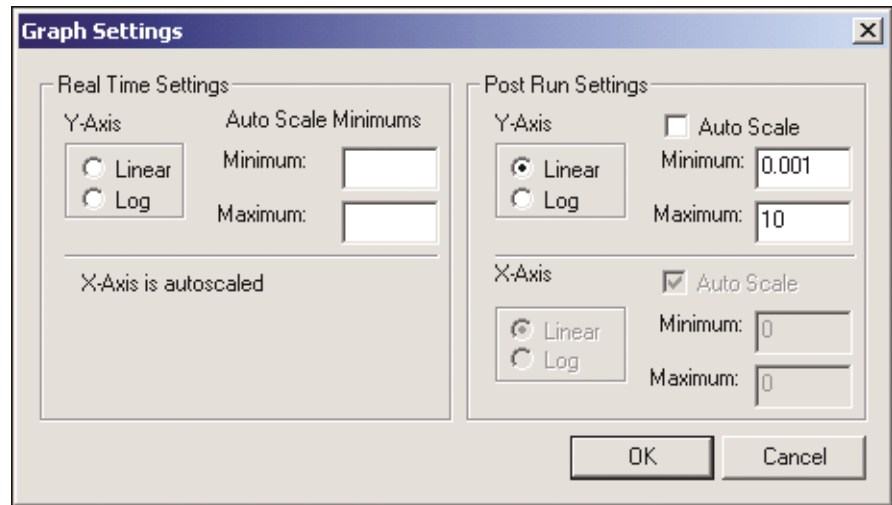 Graph Settings
Real Time Settings
Y-Axis
Auto Scale Minimums
Linear
Log
Minimum:
Maximum:
X-Axis is autoscaled
Post Run Settings
Y-Axis
Auto Scale
Linear
Log
Minimum: 0.001
Maximum: 10
X-Axis
Auto Scale
Linear
Log
Minimum: 0
Maximum: 0
OK
Cancel